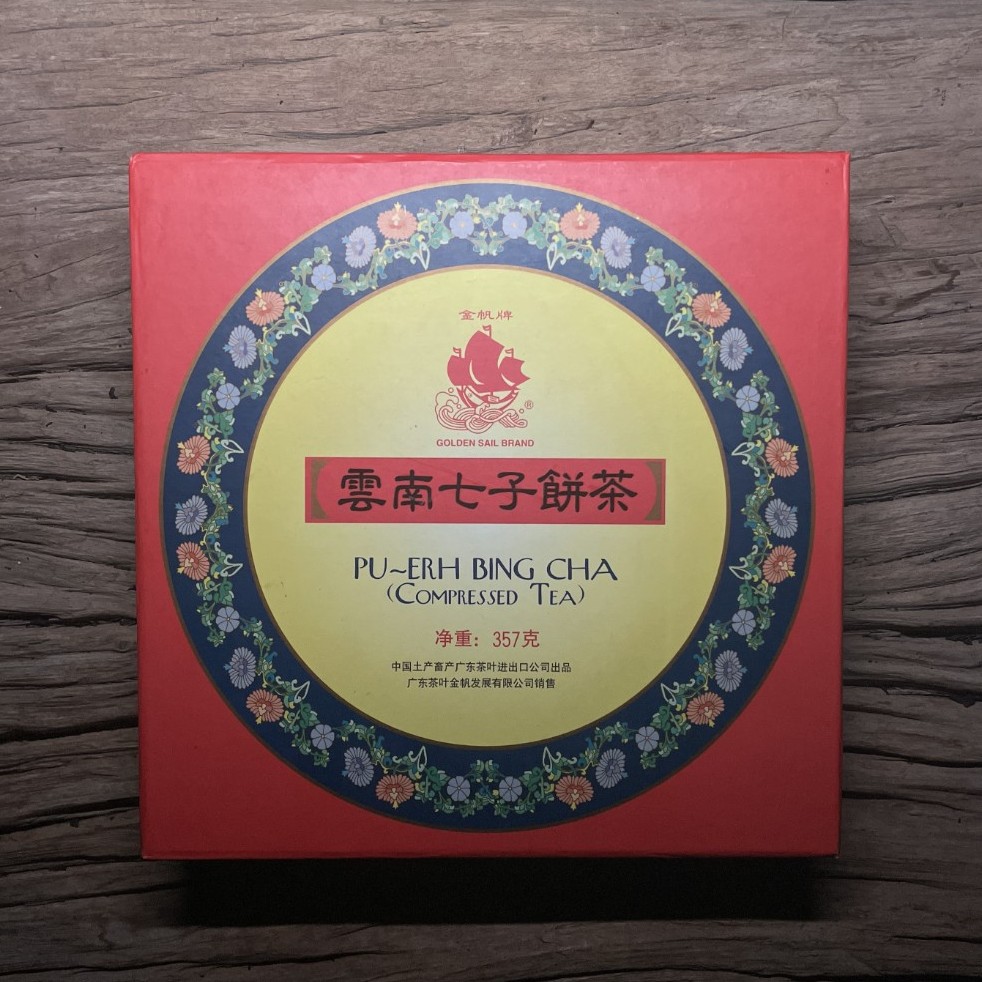 金帆牌
®
GOLDEN SAIL BRAND
雲南七子餅茶
PU~ERH BING CHA
(COMPRESSED TEA)
净重：357克
中国土产畜产广东茶叶进出口公司出品
广东茶叶金帆发展有限公司销售